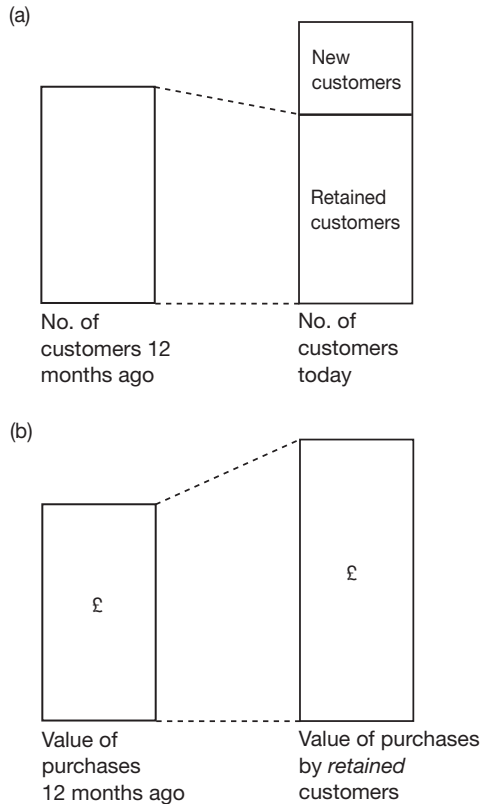 (a)
New
customers
Retained
customers
No. of
customers 12
months ago
No. of
customers
today
(b)
£
£
Value of
purchases
12 months ago
Value of purchases
by retained
customers